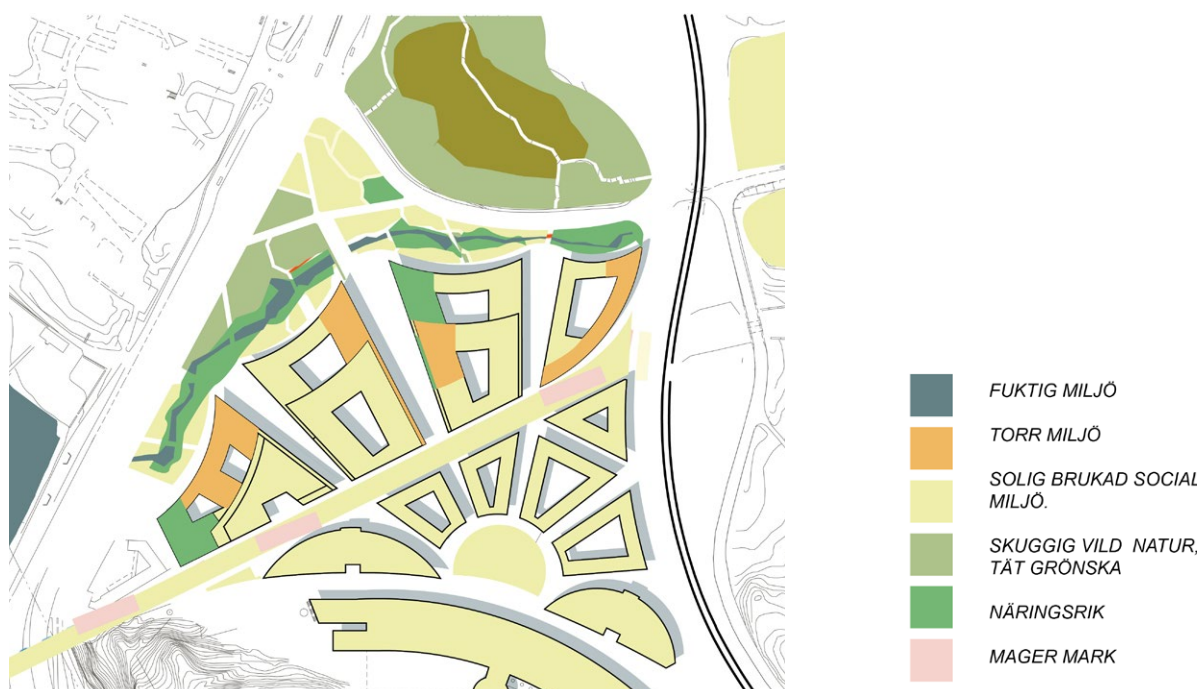 FUKTIG MILJÖ
TORR MILJÖ
SOLIG BRUKAD SOCIAL
MILJÖ.
SKUGGIG VILD NATUR,
TÄT GRÖNSKA
NÄRINGSRIK
MAGER MARK